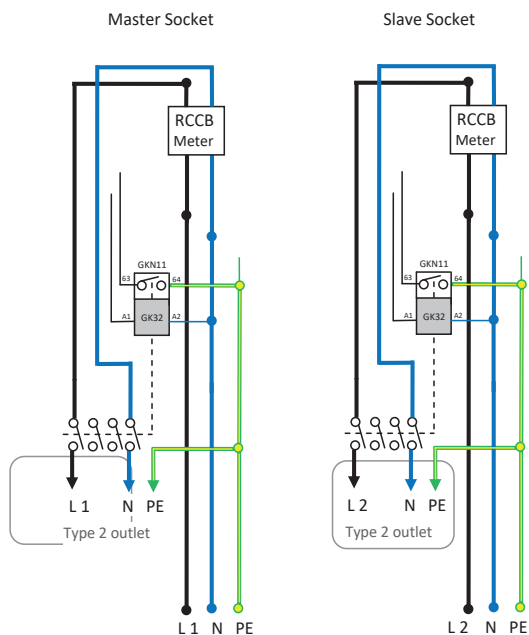 Master Socket
RCCB
Meter
GKN11
63
64
A1
GK32
A2
L 1
N
PE
Type 2 outlet
L 1
N
PE
Slave Socket
RCCB
Meter
GKN11
63
64
A1
GK32
A2
L 2
N
PE
Type 2 outlet
L 2
N
PE